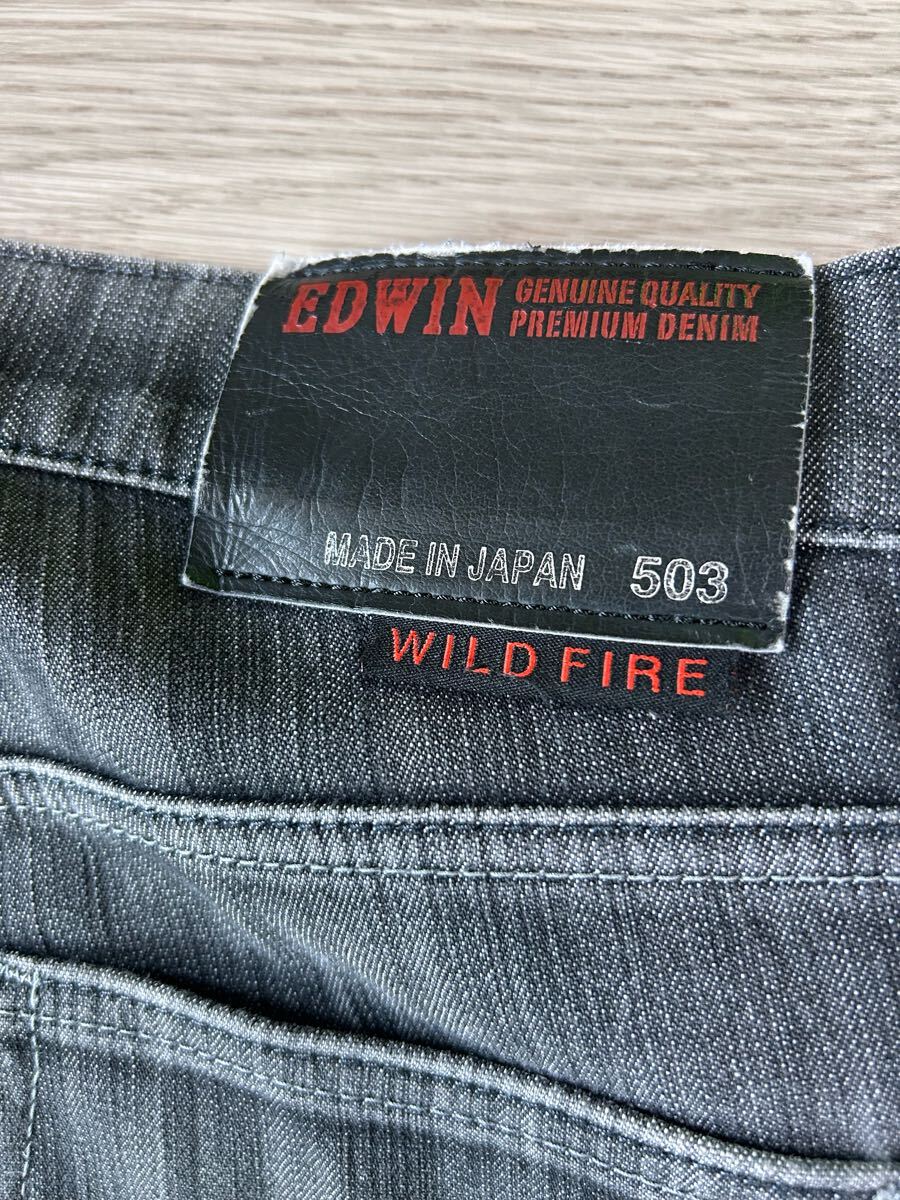 EDWIN GENUINE QUALITY
PREMIUM DENIM
MADE IN JAPAN 503
WILD FIRE